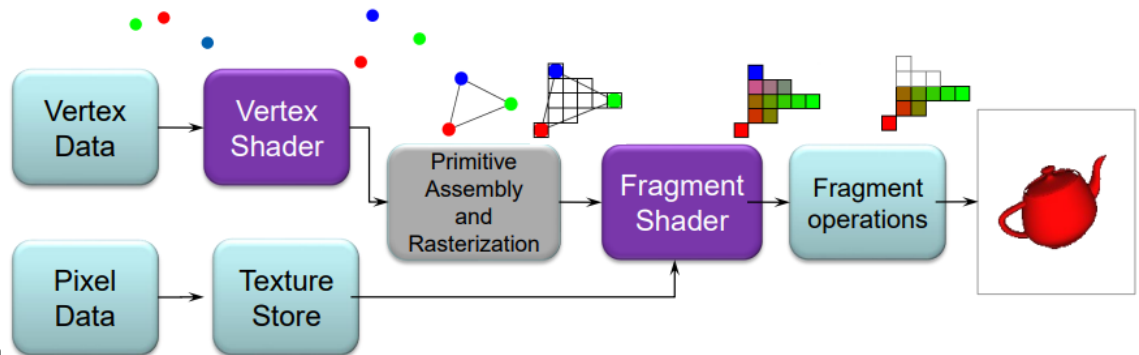 Vertex
Data
Vertex
Shader
Primitive
Assembly
and
Rasterization
Fragment
Shader
Fragment
operations
Pixel
Data
Texture
Store